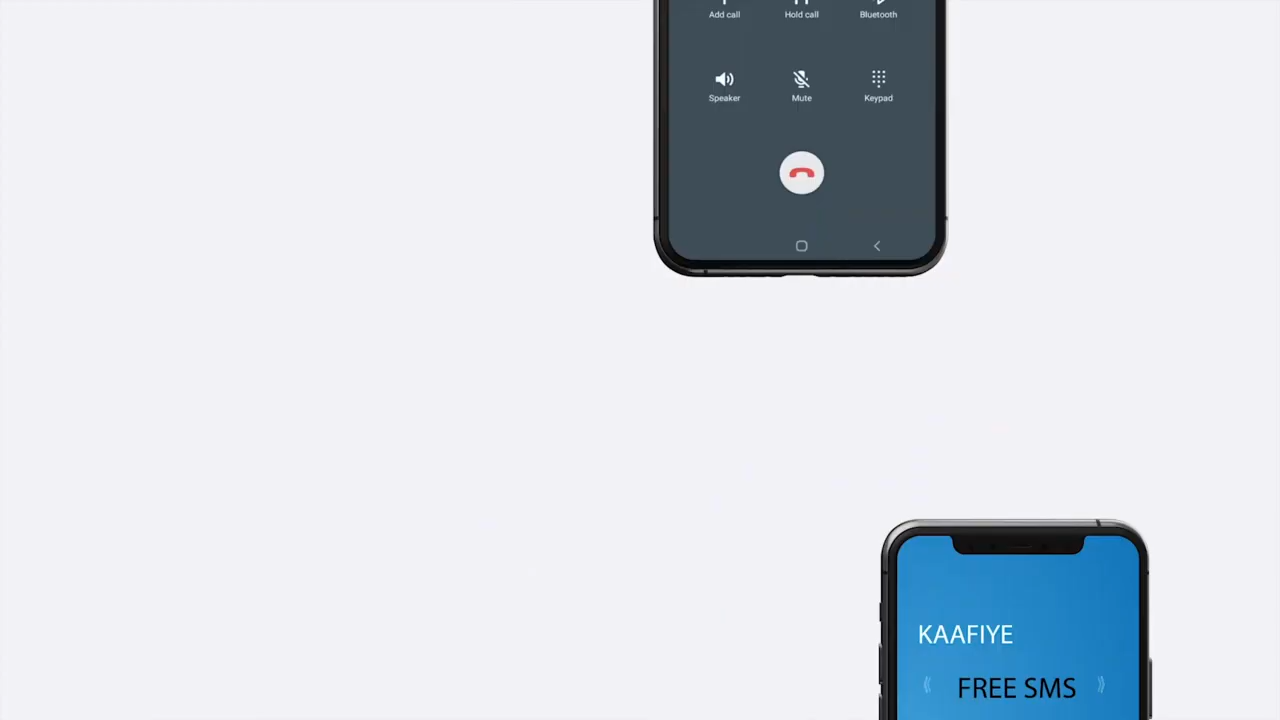 Add call Hold call Bluetooth
Speaker Mute Keypad
KAAFIYE
FREE SMS